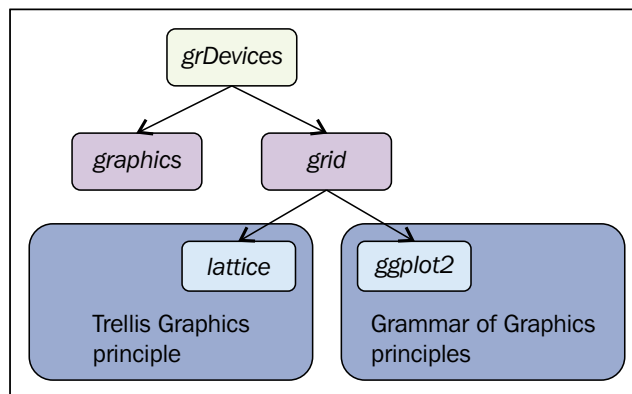 grDevices
graphics
grid
lattice
ggplot2
Trellis Graphics
principle
Grammar of Graphics
principles